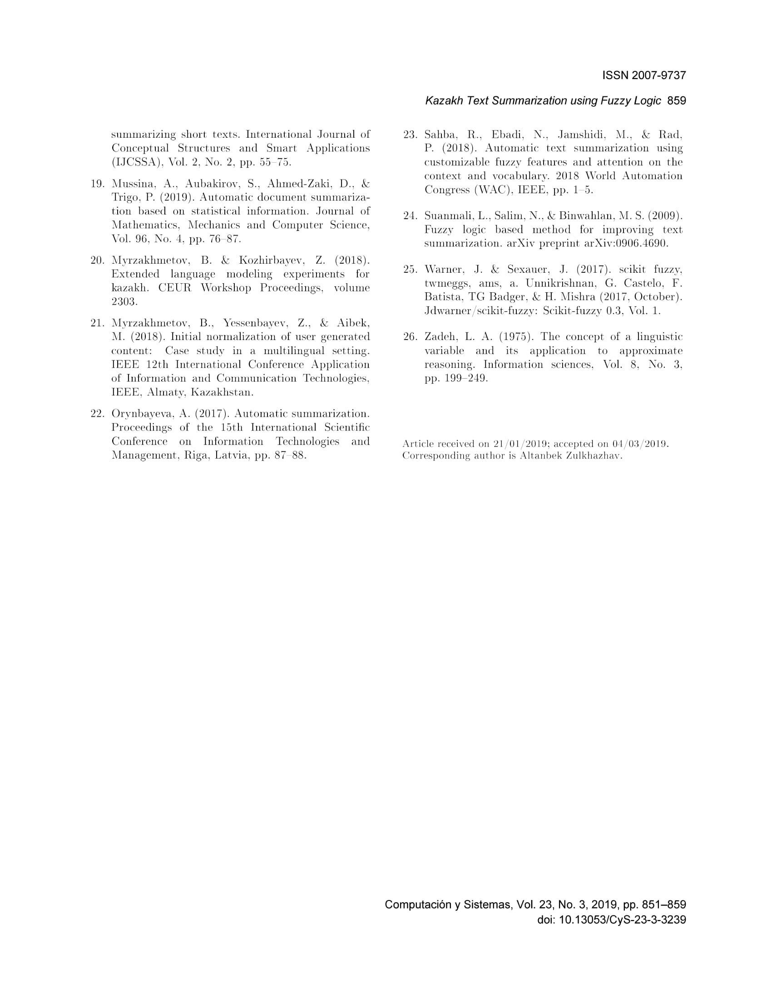 ISSN 2007-9737
Kazakh Text Summarization using Fuzzy Logic 859
summarizing short texts. International Journal of
Conceptual Structures and Smart Applications
(IJCSSA), Vol. 2, No. 2, pp. 55–75.
19. Mussina, A., Aubakirov, S., Ahmed-Zaki, D., &
Trigo, P. (2019). Automatic document summariza-
tion based on statistical information. Journal of
Mathematics, Mechanics and Computer Science,
Vol. 96, No. 4, pp. 76–87.
20. Myrzakhmetov, B. & Kozhirbayev, Z. (2018).
Extended language modeling experiments for
kazakh. CEUR Workshop Proceedings, volume
2303.
21. Myrzakhmetov, B., Yessenbayev, Z., & Aibek,
M. (2018). Initial normalization of user generated
content: Case study in a multilingual setting.
IEEE 12th International Conference Application
of Information and Communication Technologies,
IEEE, Almaty, Kazakhstan.
22. Orynbayeva, A. (2017). Automatic summarization.
Proceedings of the 15th International Scientific
Conference on Information Technologies and
Management, Riga, Latvia, pp. 87–88.
23. Sahba, R., Ebadi, N., Jamshidi, M., & Rad,
P. (2018). Automatic text summarization using
customizable fuzzy features and attention on the
context and vocabulary. 2018 World Automation
Congress (WAC), IEEE, pp. 1–5.
24. Suanmali, L., Salim, N., & Binwahlan, M. S. (2009).
Fuzzy logic based method for improving text
summarization. arXiv preprint arXiv:0906.4690.
25. Warner, J. & Sexauer, J. (2017). scikit fuzzy,
twmeggs, ams, a. Unnikrishnan, G. Castelo, F.
Batista, TG Badger, & H. Mishra (2017, October).
Jdwarner/scikit-fuzzy: Scikit-fuzzy 0.3, Vol. 1.
26. Zadeh, L. A. (1975). The concept of a linguistic
variable and its application to approximate
reasoning. Information sciences, Vol. 8, No. 3,
pp. 199–249.
Article received on 21/01/2019; accepted on 04/03/2019.
Corresponding author is Altanbek Zulkhazhav.
Computación y Sistemas, Vol. 23, No. 3, 2019, pp. 851–859
doi: 10.13053/CyS-23-3-3239